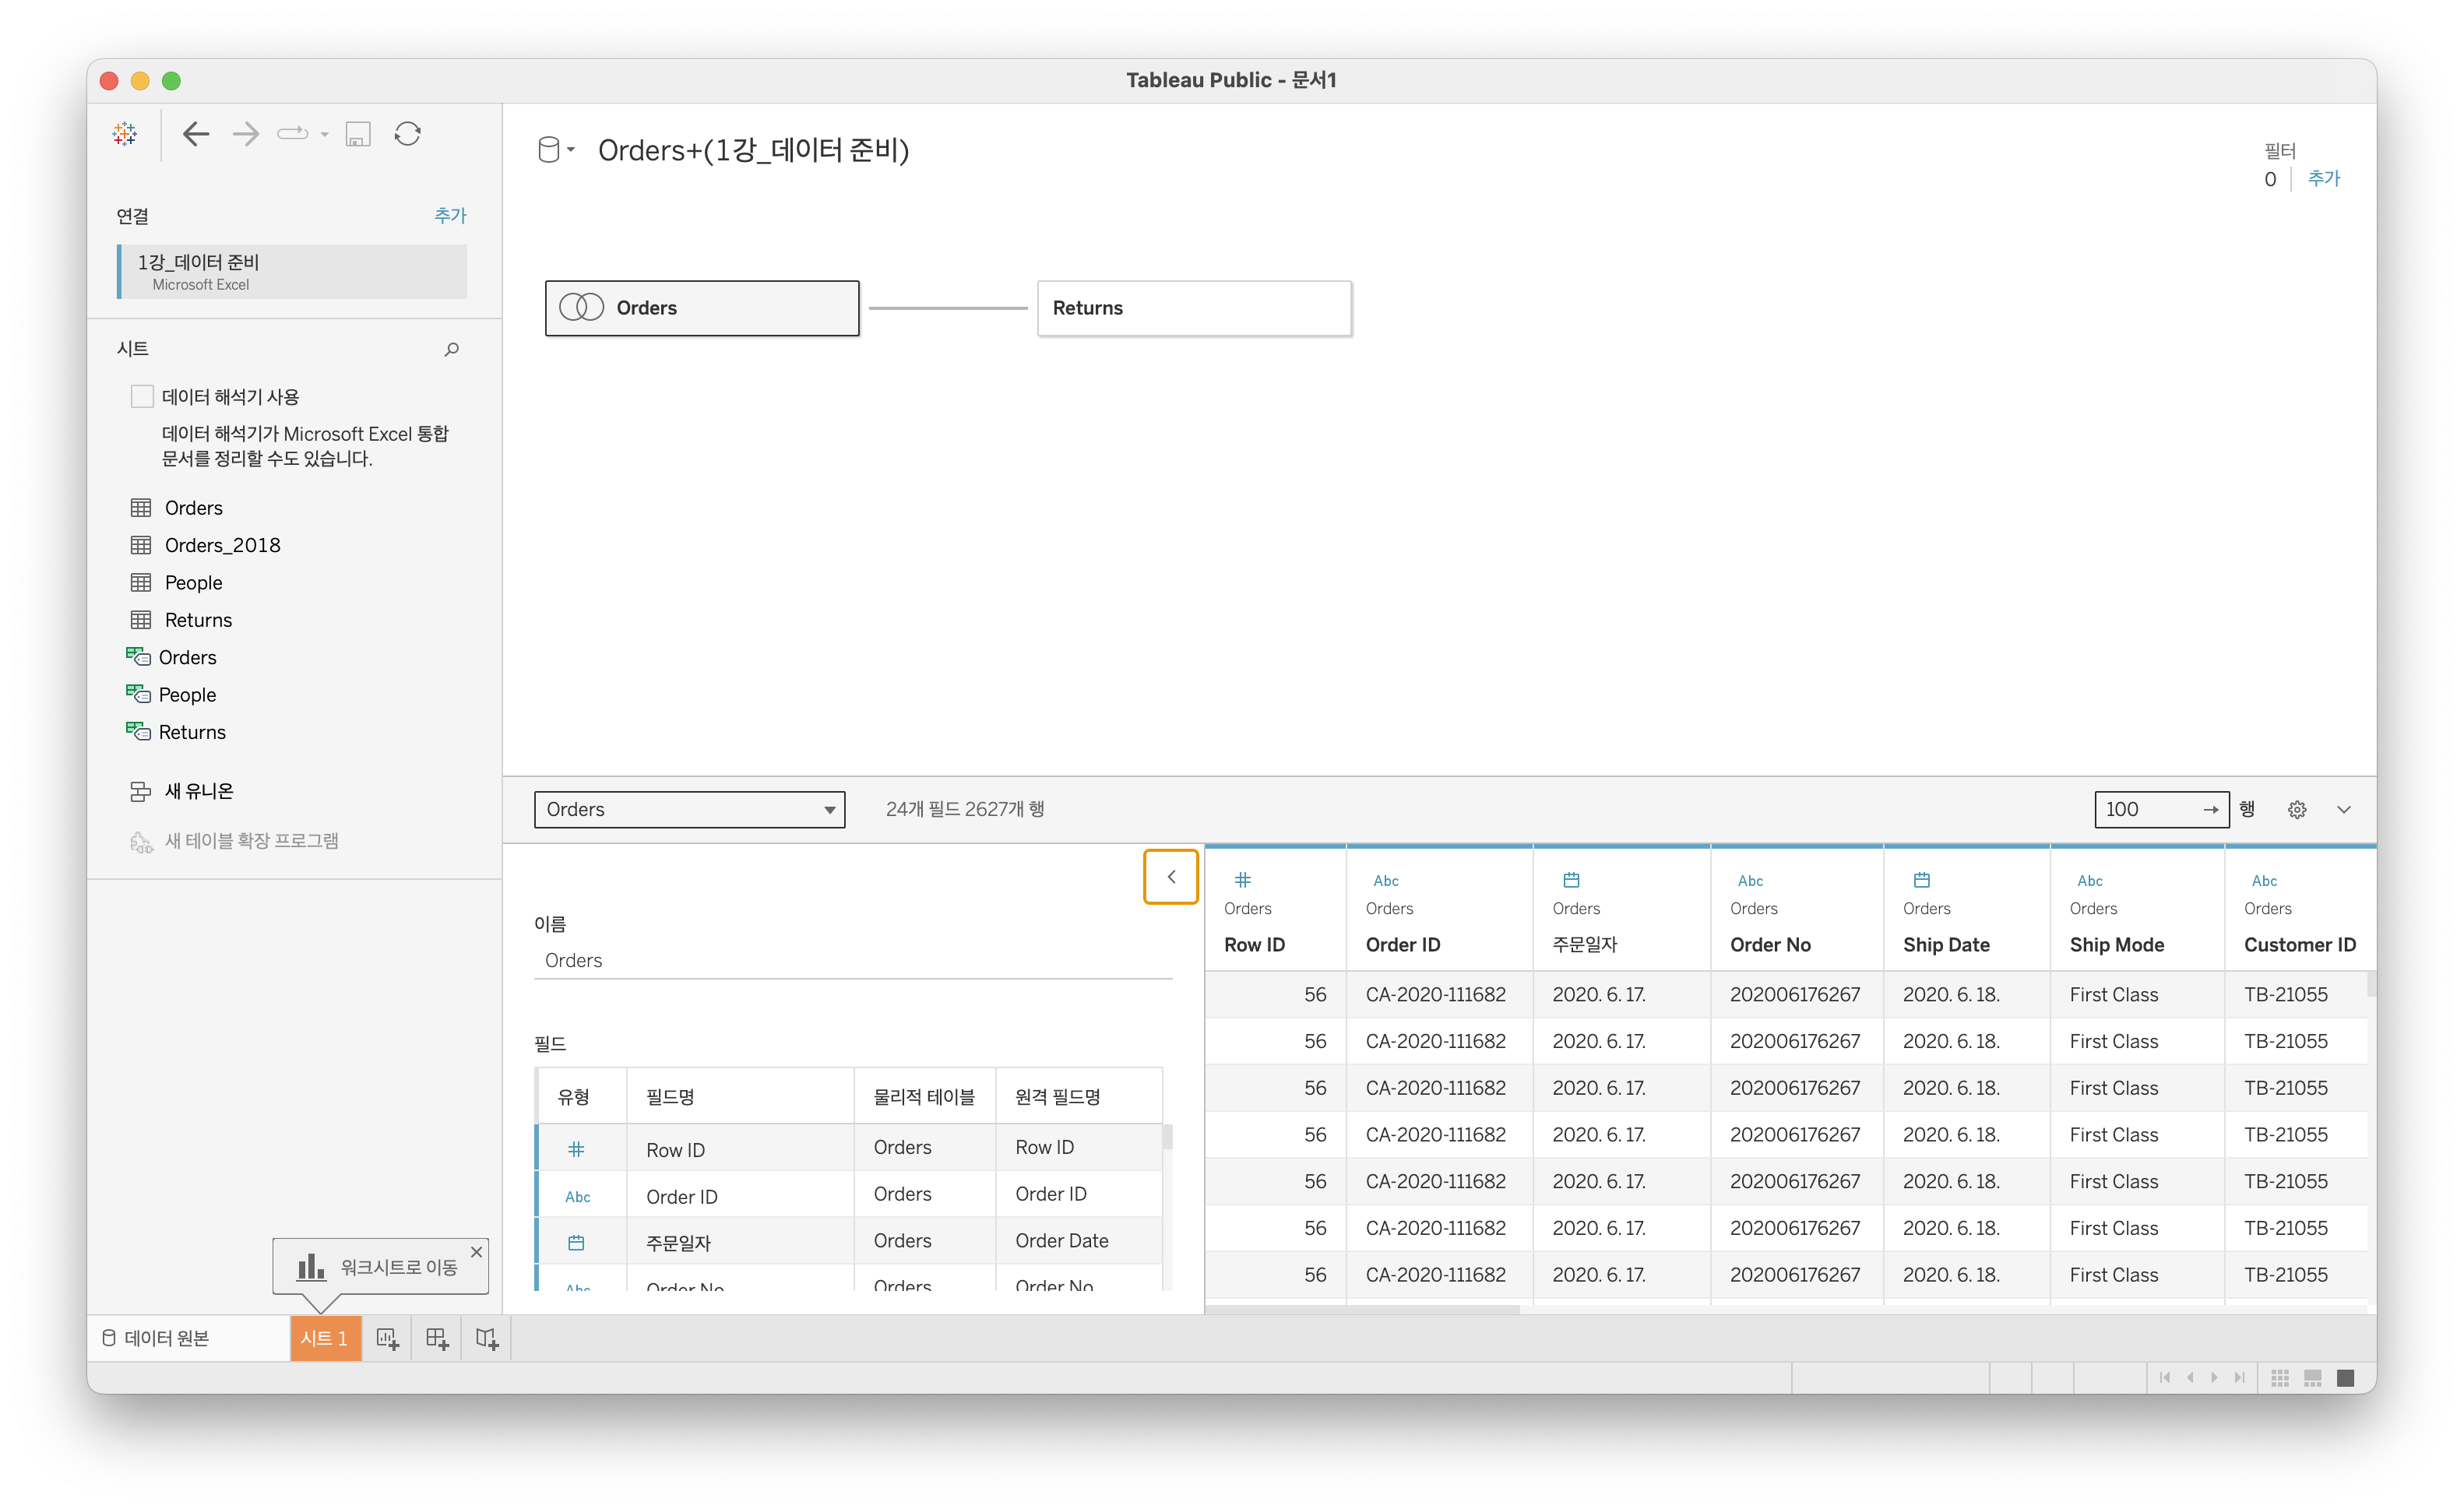 Tableau Public - 문서1
연결
추가
1강_데이터 준비
Microsoft Excel
시트
데이터 해석기 사용
데이터 해석기가 Microsoft Excel 통합
문서를 정리할 수도 있습니다.
Orders
Orders_2018
People
Returns
Orders
People
Returns
새 유니온
새 테이블 확장 프로그램
워크시트로 이동
Orders+(1강_데이터 준비)
필터
0 추가
Orders
Returns
Orders
24개 필드 2627개 행
100 → 행
이름
Orders
필드
유형 필드명 물리적 테이블 원격 필드명
# Row ID Orders Row ID
Abc Order ID Orders Order ID
주문일자 Orders Order Date
Abc Order No Orders Order No
# Abc Abc Abc Abc
Orders Orders Orders Orders Orders Orders Orders
Row ID Order ID 주문일자 Order No Ship Date Ship Mode Customer ID
56 CA-2020-111682 2020. 6. 17. 202006176267 2020. 6. 18. First Class TB-21055
56 CA-2020-111682 2020. 6. 17. 202006176267 2020. 6. 18. First Class TB-21055
56 CA-2020-111682 2020. 6. 17. 202006176267 2020. 6. 18. First Class TB-21055
56 CA-2020-111682 2020. 6. 17. 202006176267 2020. 6. 18. First Class TB-21055
56 CA-2020-111682 2020. 6. 17. 202006176267 2020. 6. 18. First Class TB-21055
56 CA-2020-111682 2020. 6. 17. 202006176267 2020. 6. 18. First Class TB-21055
56 CA-2020-111682 2020. 6. 17. 202006176267 2020. 6. 18. First Class TB-21055
데이터 원본
시트 1